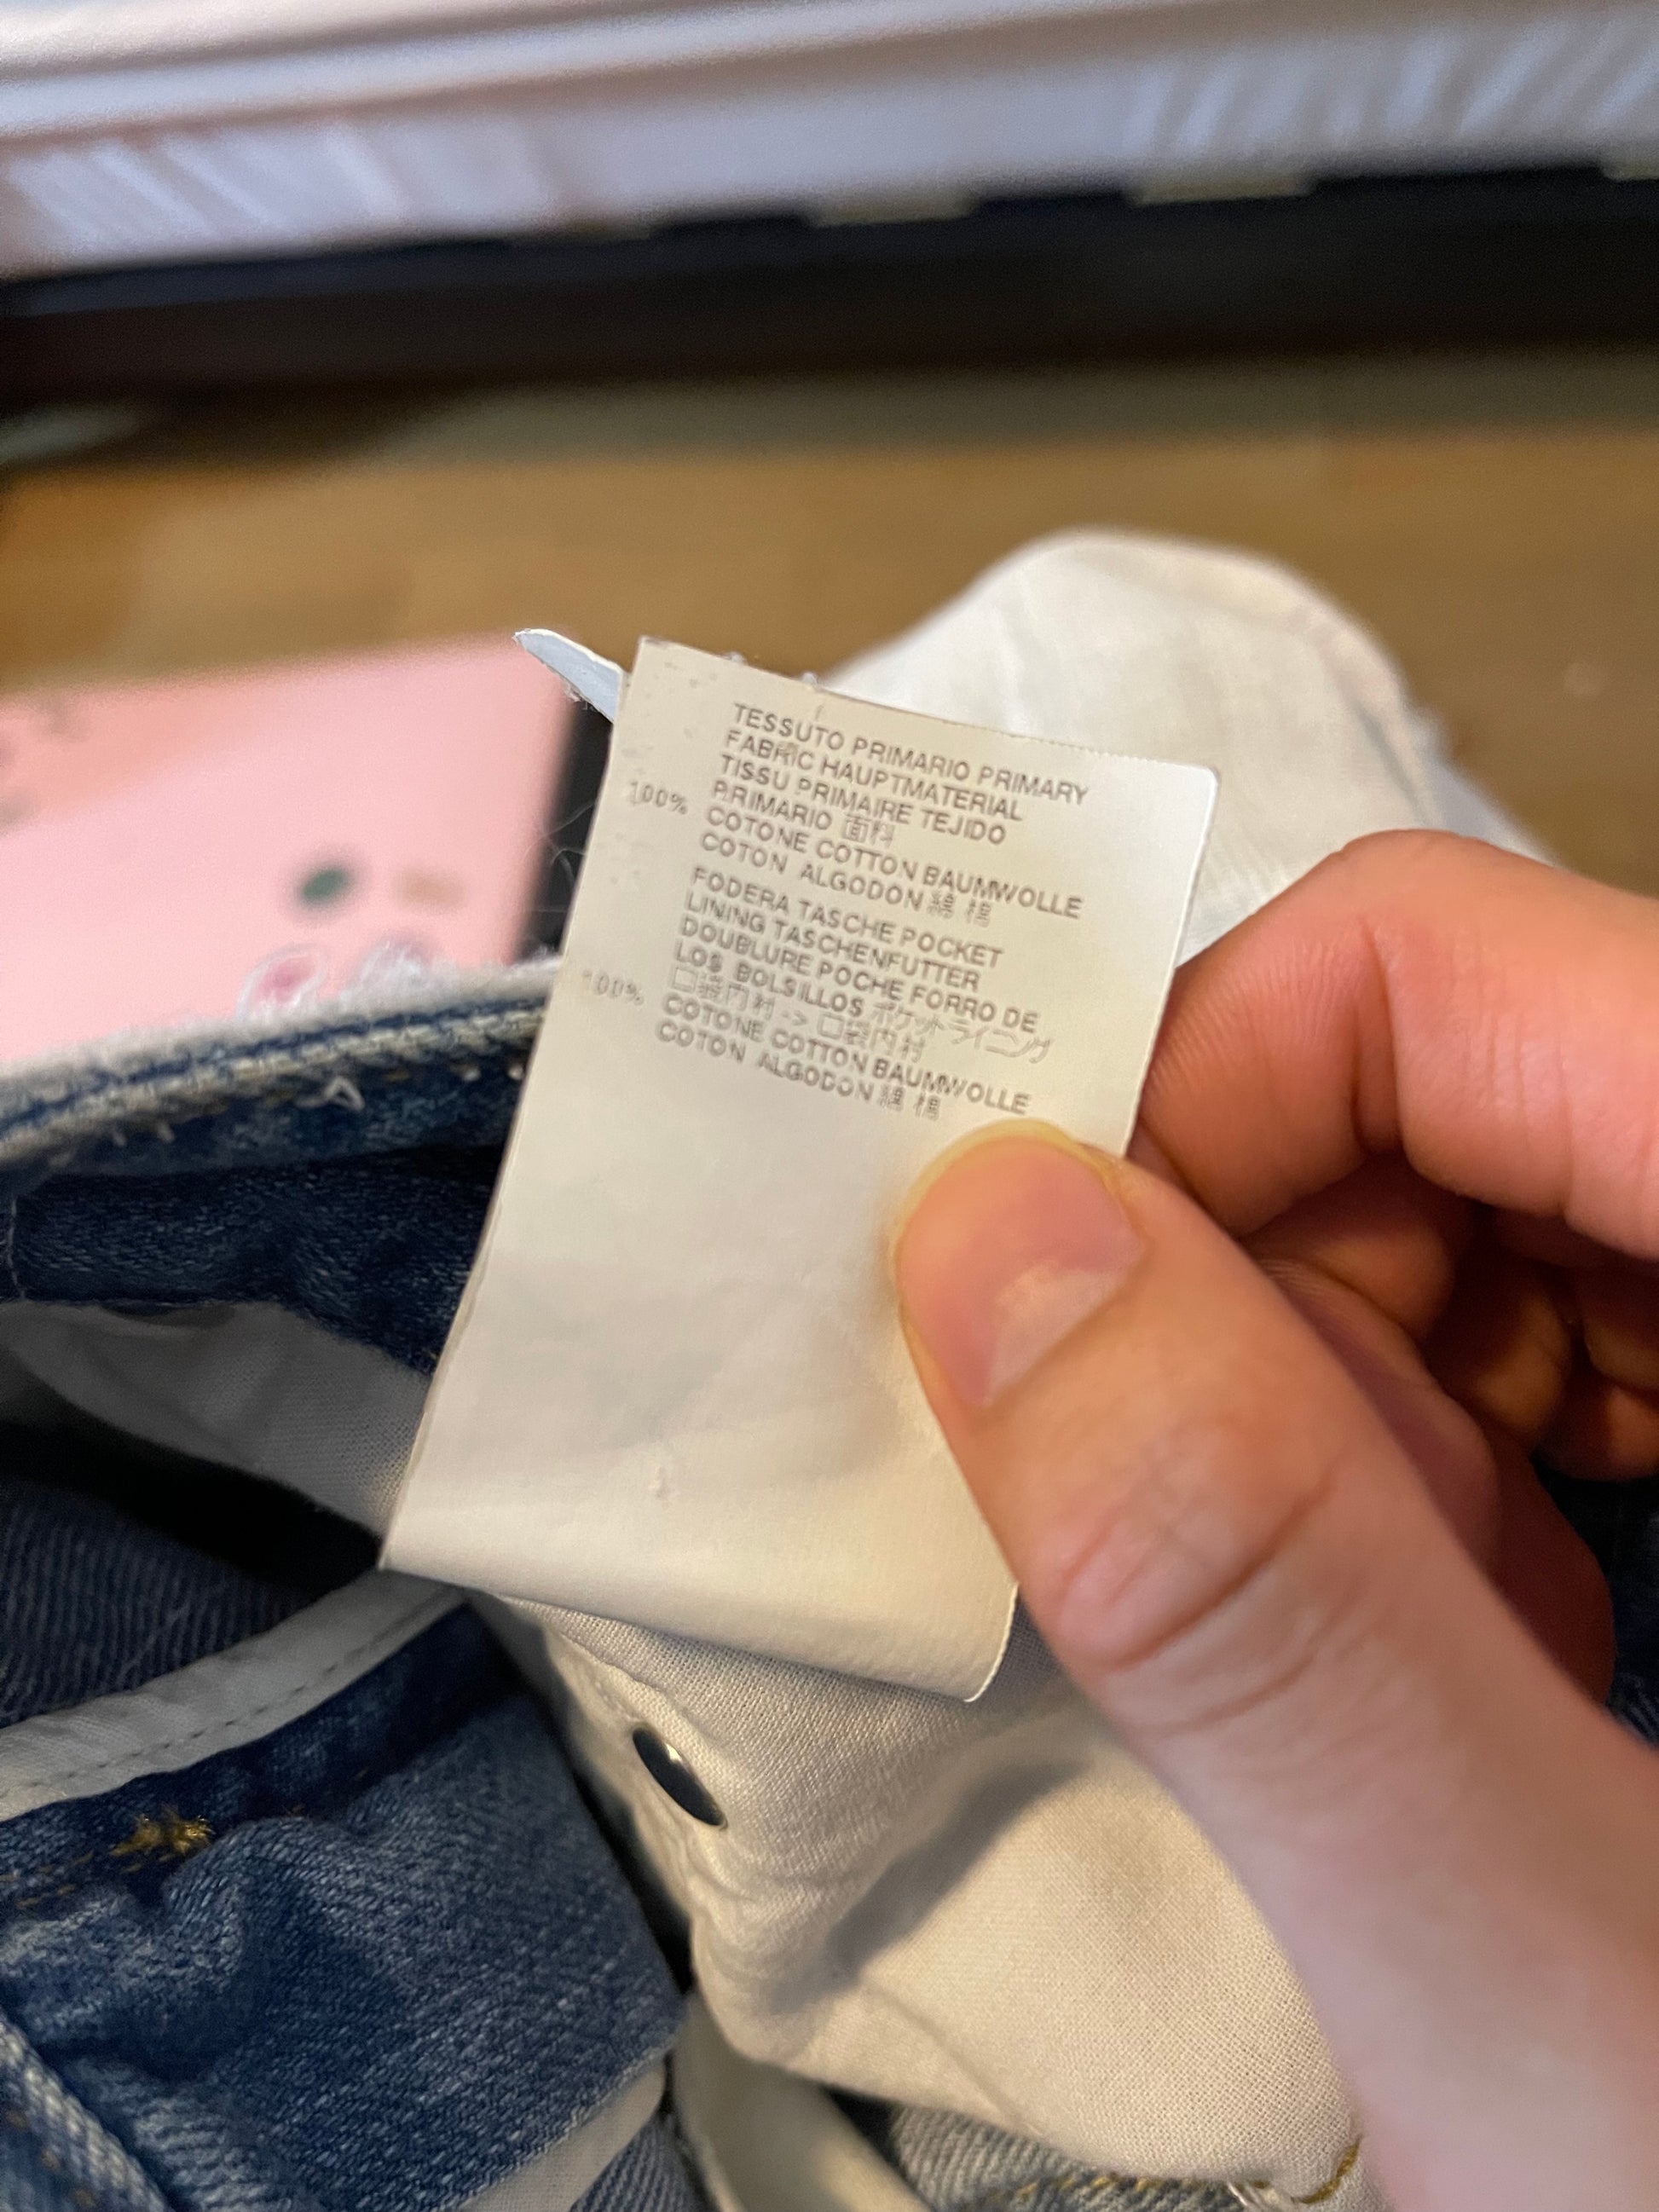 TESSUTO PRIMARIO PRIMARY
FABRIC HAUPTMATERIAL
TISSU PRIMAIRE TEJIDO
PRIMARIO 面料
100% COTONE COTTON BAUMWOLLE
COTON ALGODON 綿 棉
FODERA TASCHE POCKET
LINING TASCHENFUTTER
DOUBLURE POCHE FORRO DE
LOS BOLSILLOS ポケットライニング
口袋内衬 -> 口袋内衬
100% COTONE COTTON BAUMWOLLE
COTON ALGODON 綿 棉